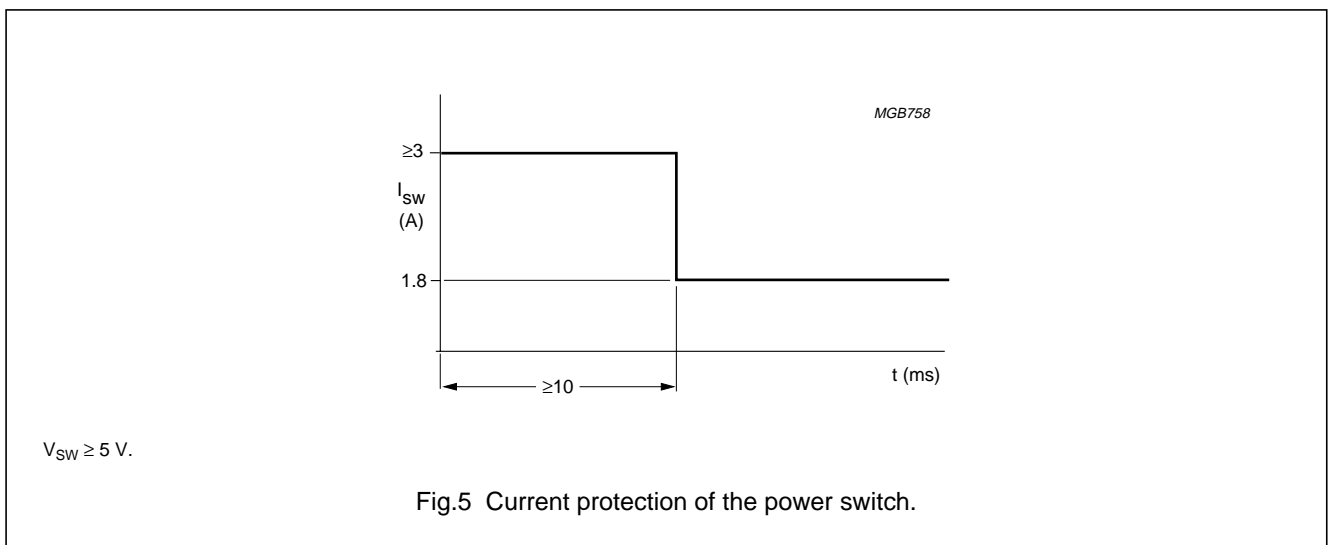 MGB758
≥3
I_SW
(A)
1.8
t (ms)
≥10
V_SW ≥ 5 V.
Fig.5 Current protection of the power switch.